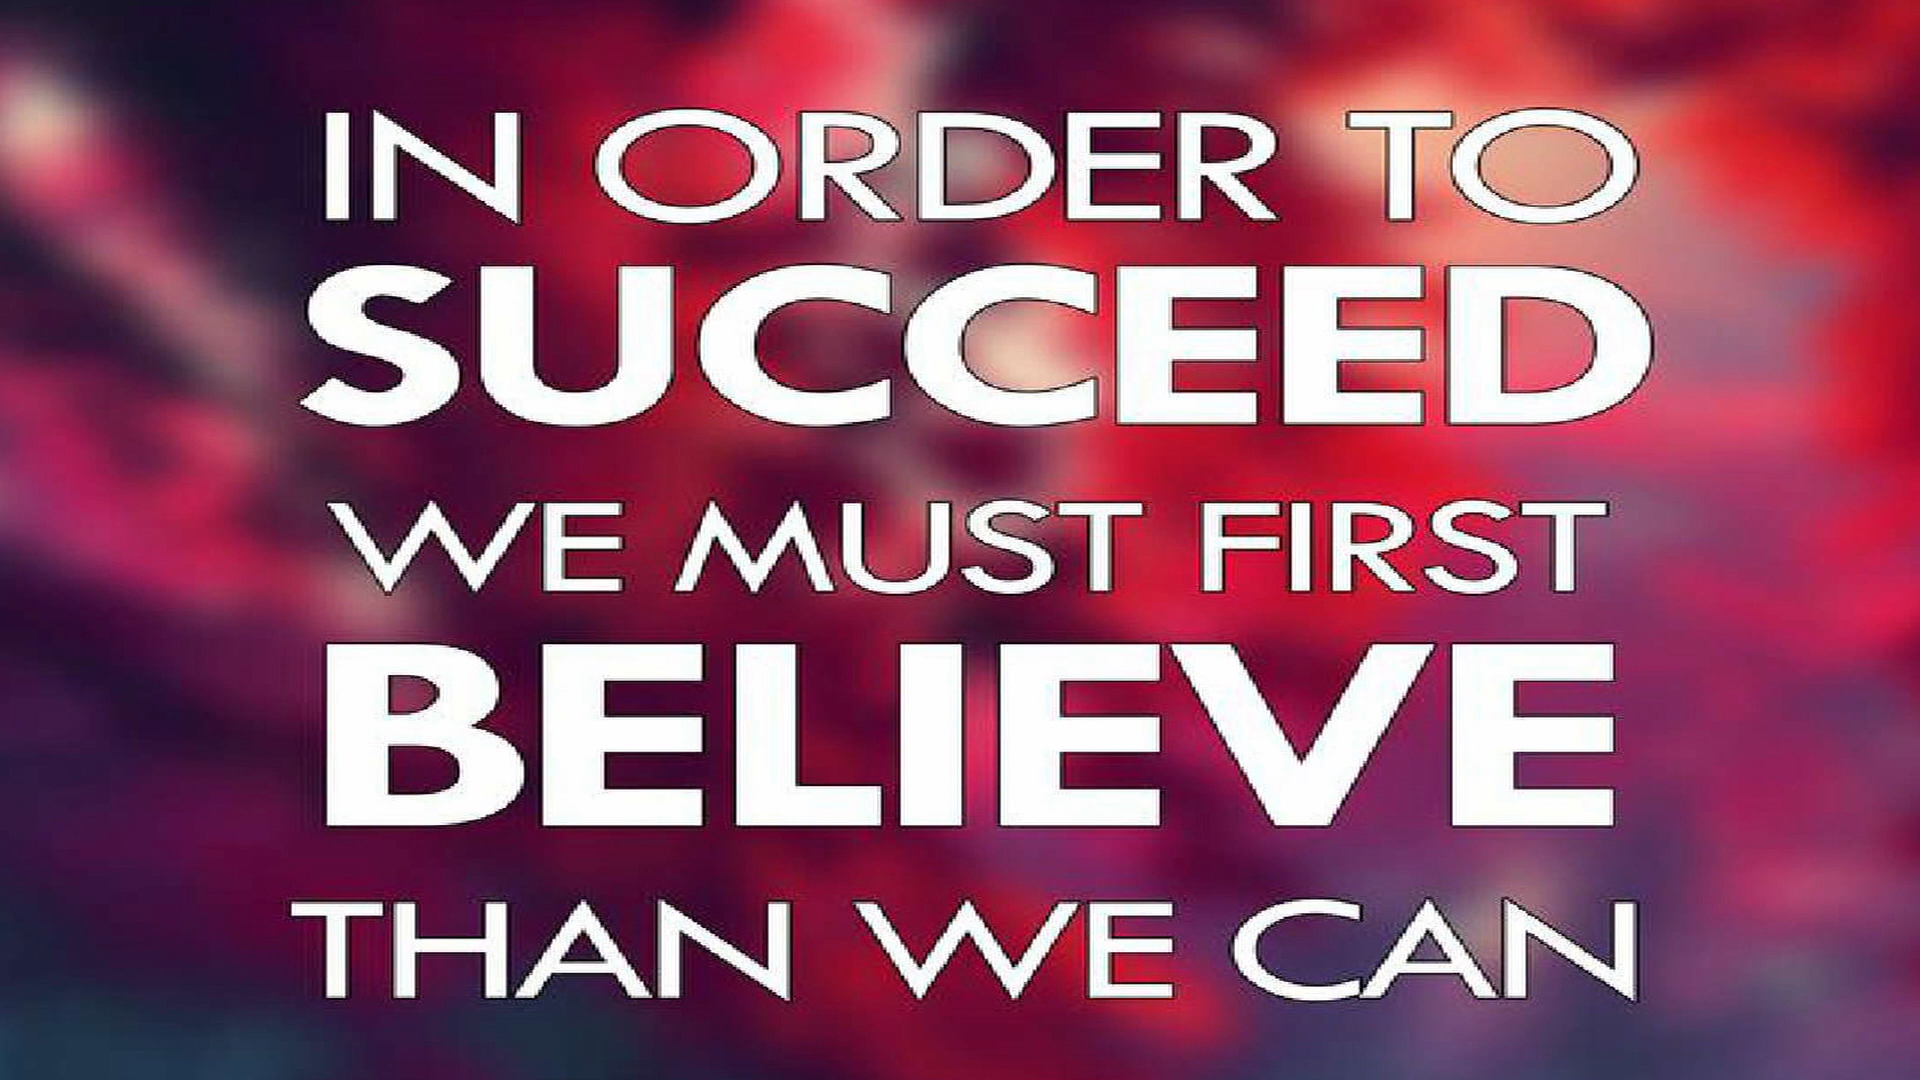 IN ORDER TO
SUCCEED
WE MUST FIRST
BELIEVE
THAN WE CAN